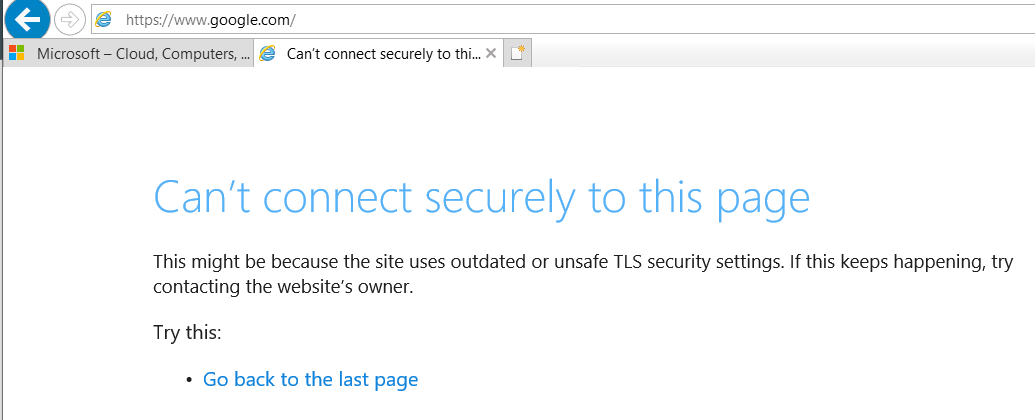 https://www.google.com/
Microsoft – Cloud, Computers, ...
Can’t connect securely to thi...
Can’t connect securely to this page
This might be because the site uses outdated or unsafe TLS security settings. If this keeps happening, try
contacting the website’s owner.
Try this:
• Go back to the last page